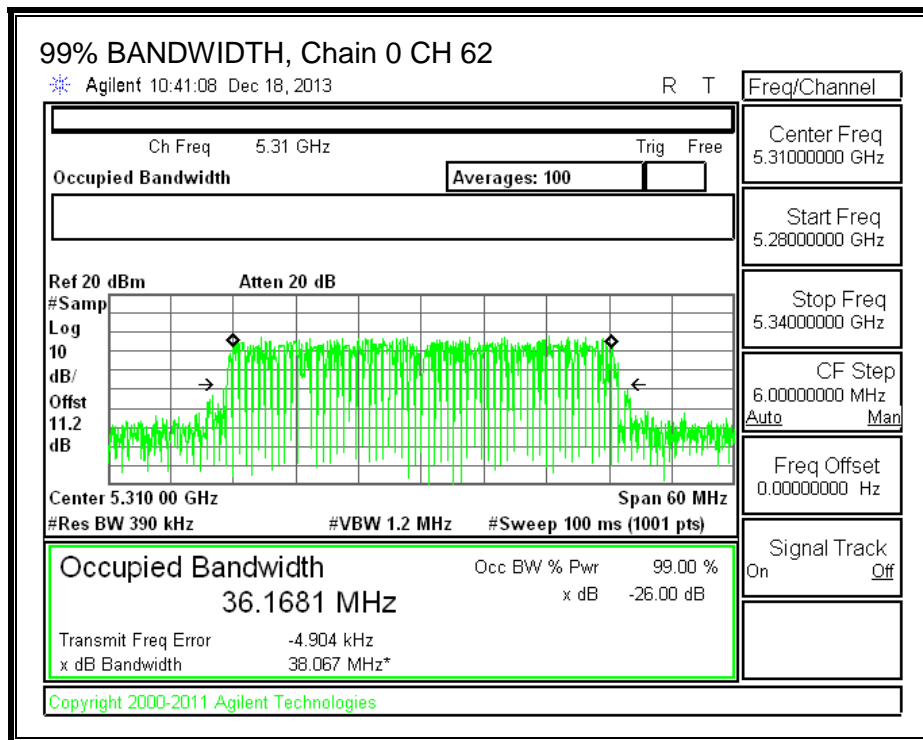 99% BANDWIDTH, Chain 0 CH 62
Agilent 10:41:08 Dec 18, 2013 R T
Ch Freq 5.31 GHz Trig Free
Occupied Bandwidth Averages: 100
Ref 20 dBm Atten 20 dB
#Samp
Log
10
dB/
Offst
11.2
dB
Center 5.310 00 GHz Span 60 MHz
#Res BW 390 kHz #VBW 1.2 MHz #Sweep 100 ms (1001 pts)
Occupied Bandwidth Occ BW % Pwr 99.00 %
36.1681 MHz x dB -26.00 dB
Transmit Freq Error -4.904 kHz
x dB Bandwidth 38.067 MHz*
Copyright 2000-2011 Agilent Technologies
Freq/Channel
Center Freq
5.31000000 GHz
Start Freq
5.28000000 GHz
Stop Freq
5.34000000 GHz
CF Step
6.00000000 MHz
Auto Man
Freq Offset
0.00000000 Hz
Signal Track
On Off